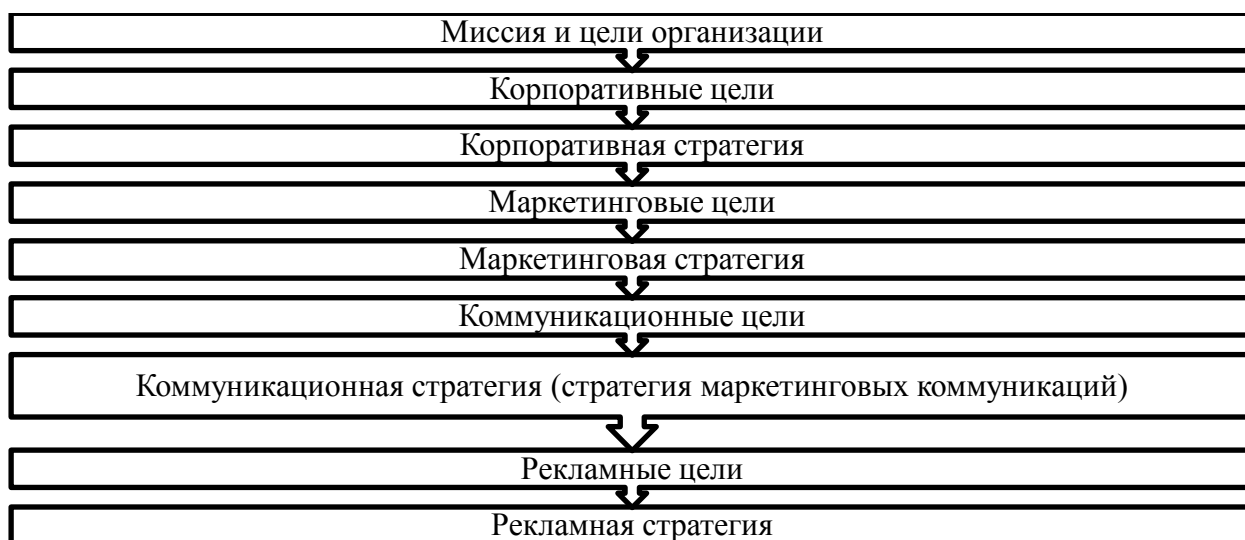 Миссия и цели организации
Корпоративные цели
Корпоративная стратегия
Маркетинговые цели
Маркетинговая стратегия
Коммуникационные цели
Коммуникационная стратегия (стратегия маркетинговых коммуникаций)
Рекламные цели
Рекламная стратегия